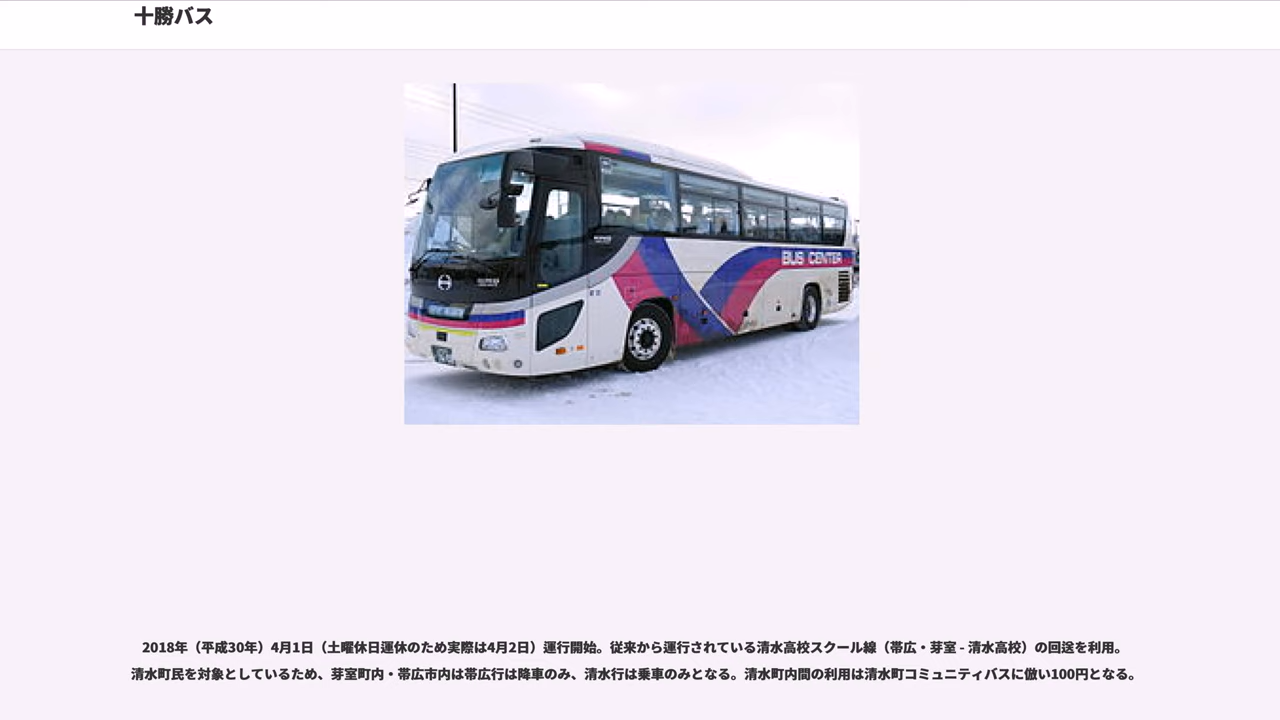 十勝バス
BUS CENTER
2018年（平成30年）4月1日（土曜休日運休のため実際は4月2日）運行開始。従来から運行されている清水高校スクール線（帯広・芽室 - 清水高校）の回送を利用。
清水町民を対象としているため、芽室町内・帯広市内は帯広行は降車のみ、清水行は乗車のみとなる。清水町内間の利用は清水町コミュニティバスに倣い100円となる。